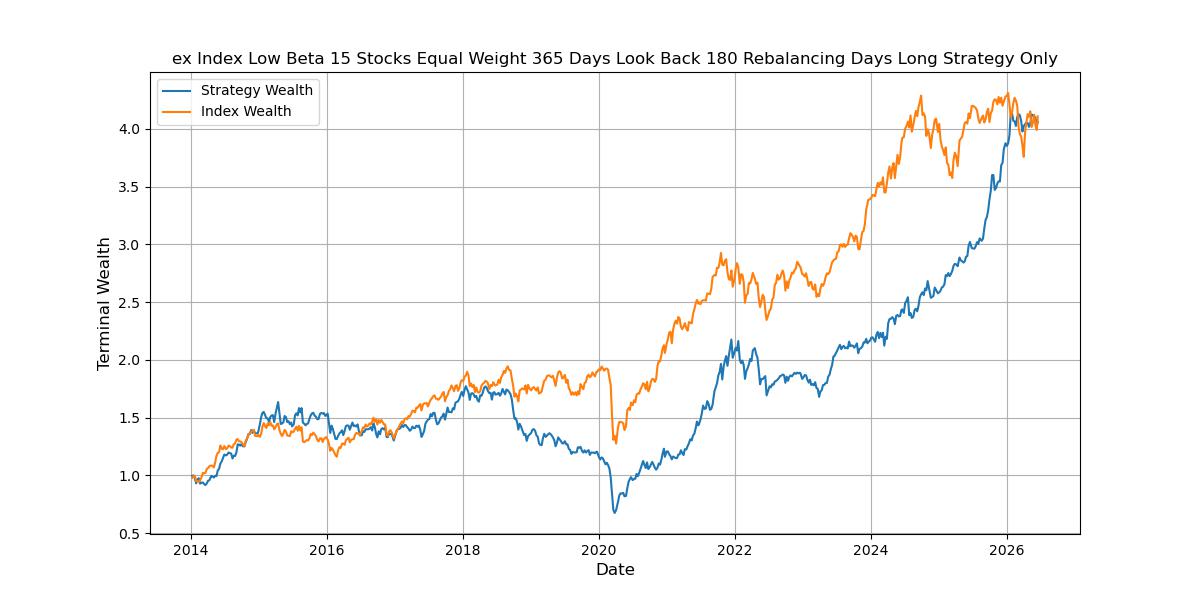 ex Index Low Beta 15 Stocks Equal Weight 365 Days Look Back 180 Rebalancing Days Long Strategy Only
Strategy Wealth
Index Wealth
4.0
3.5
3.0
2.5
2.0
1.5
1.0
0.5
Terminal Wealth
2014 2016 2018 2020 2022 2024 2026
Date